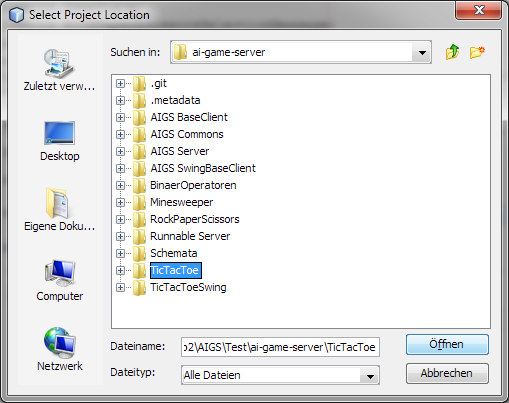 Select Project Location
Suchen in: ai-game-server
Zuletzt verw...
Desktop
Eigene Doku...
Computer
Netzwerk
.git
.metadata
AIGS BaseClient
AIGS Commons
AIGS Server
AIGS SwingBaseClient
BinaerOperatoren
Minesweeper
RockPaperScissors
Runnable Server
Schemata
TicTacToe
TicTacToeSwing
Dateiname: o2\AIGS\Test\ai-game-server\TicTacToe
Öffnen
Dateityp: Alle Dateien
Abbrechen